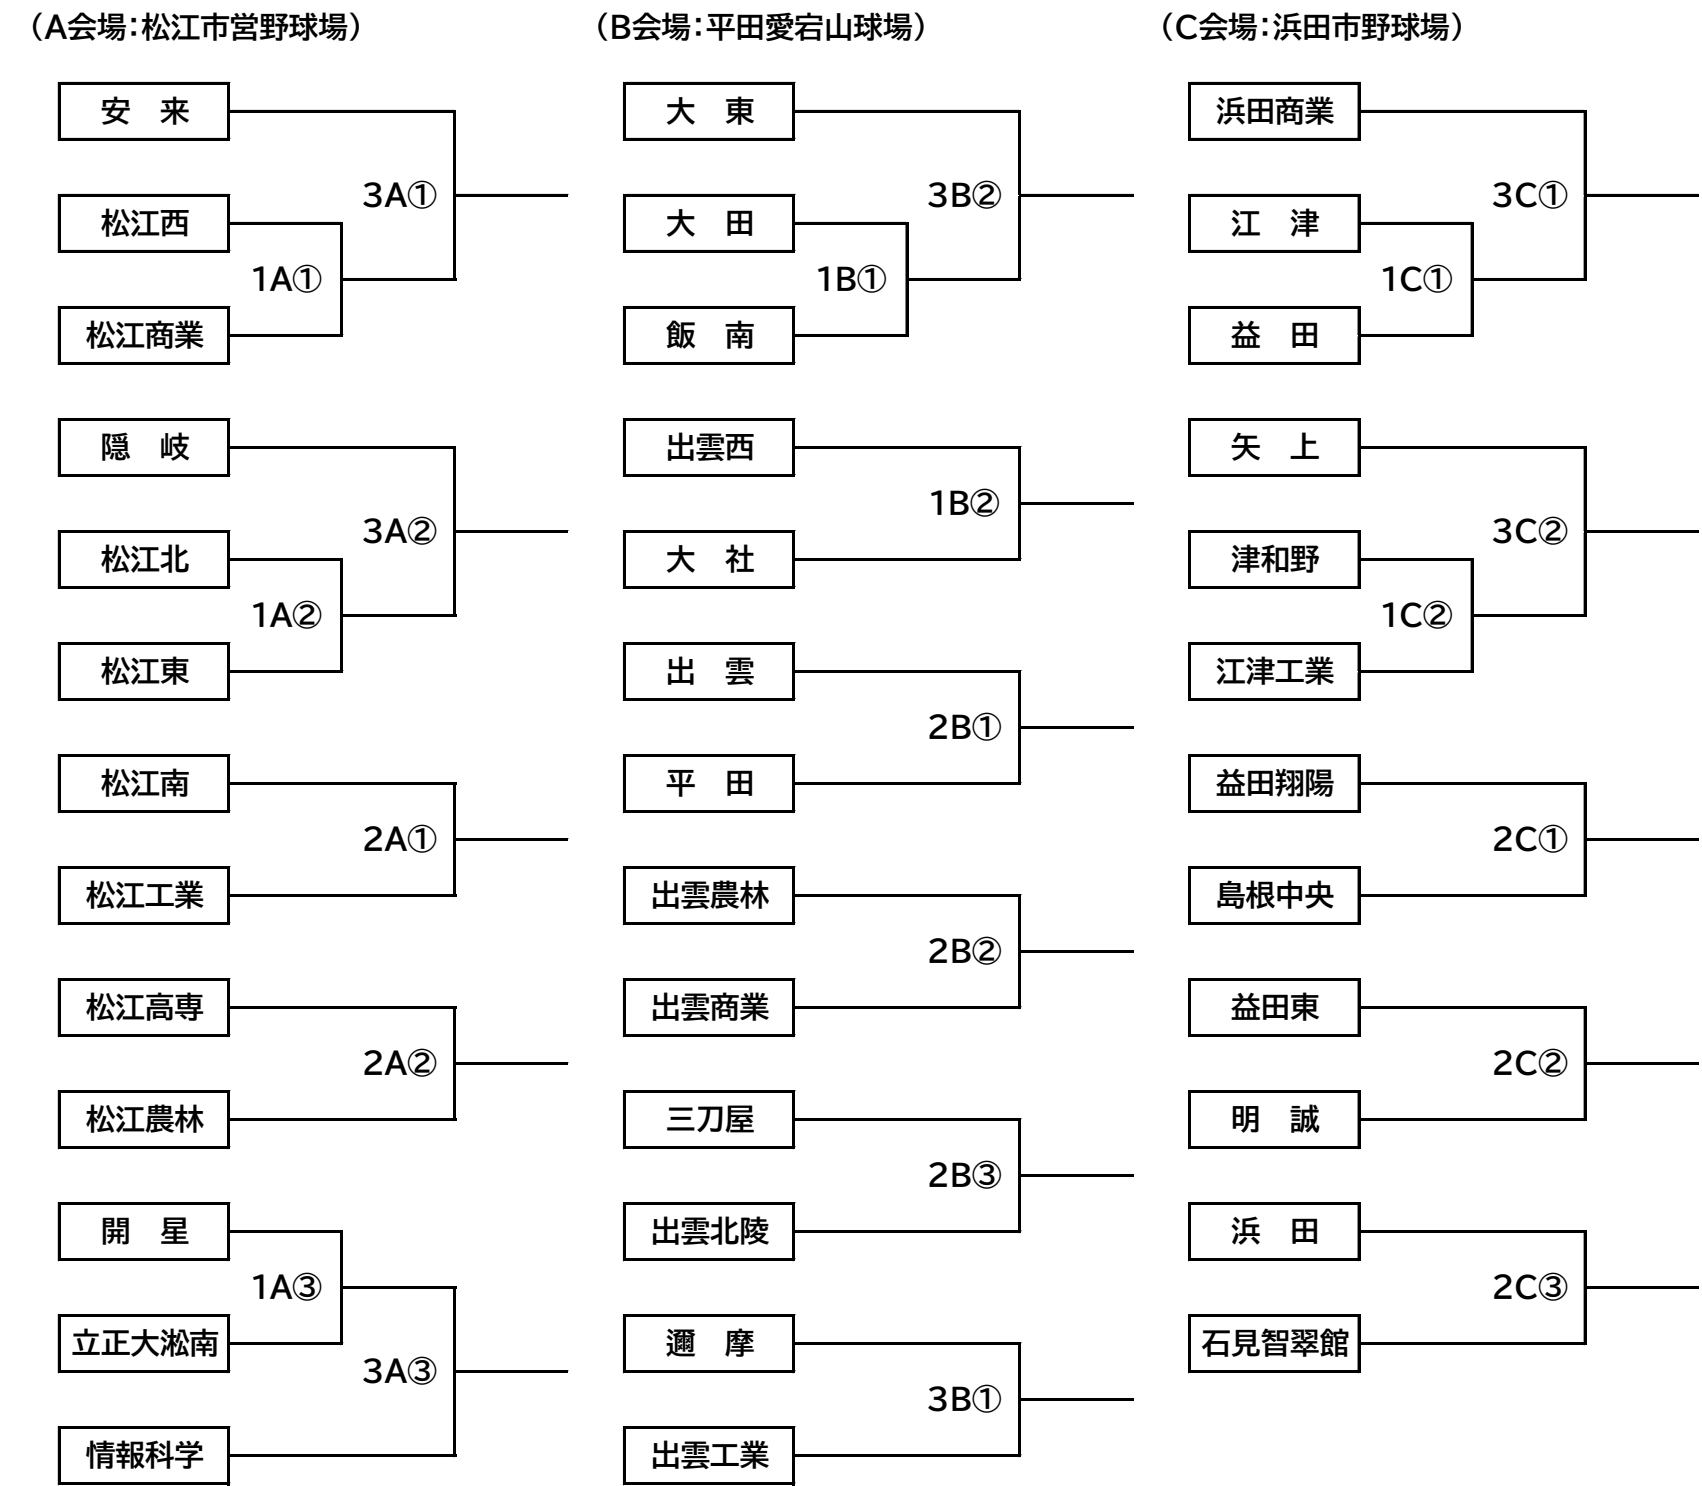 （A会場：松江市営野球場）
安　来
3A①
松江西
1A①
松江商業
隠　岐
3A②
松江北
1A②
松江東
松江南
2A①
松江工業
松江高専
2A②
松江農林
開　星
1A③
立正大淞南
3A③
情報科学
（B会場：平田愛宕山球場）
大　東
3B②
大　田
1B①
飯　南
出雲西
1B②
大　社
出　雲
2B①
平　田
出雲農林
2B②
出雲商業
三刀屋
2B③
出雲北陵
邇　摩
3B①
出雲工業
（C会場：浜田市野球場）
浜田商業
3C①
江　津
1C①
益　田
矢　上
3C②
津和野
1C②
江津工業
益田翔陽
2C①
島根中央
益田東
2C②
明　誠
浜　田
2C③
石見智翠館